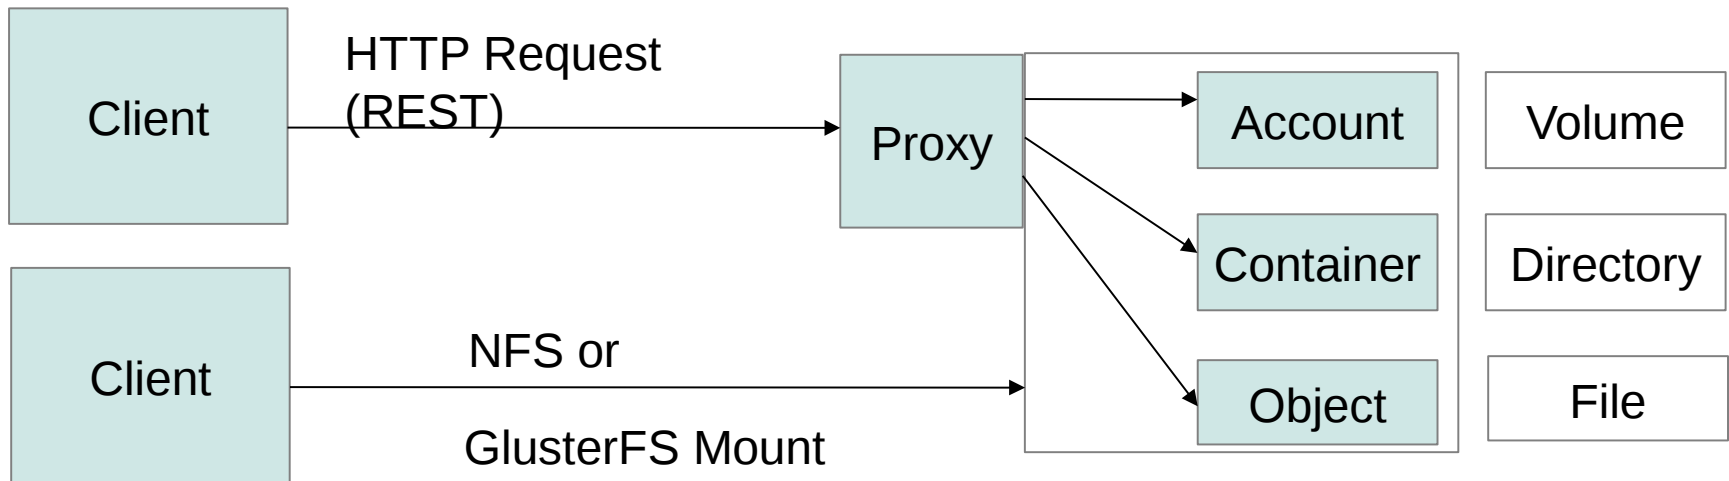 Client
HTTP Request
(REST)
Proxy
Account
Volume
Container
Directory
Client
NFS or
GlusterFS Mount
Object
File